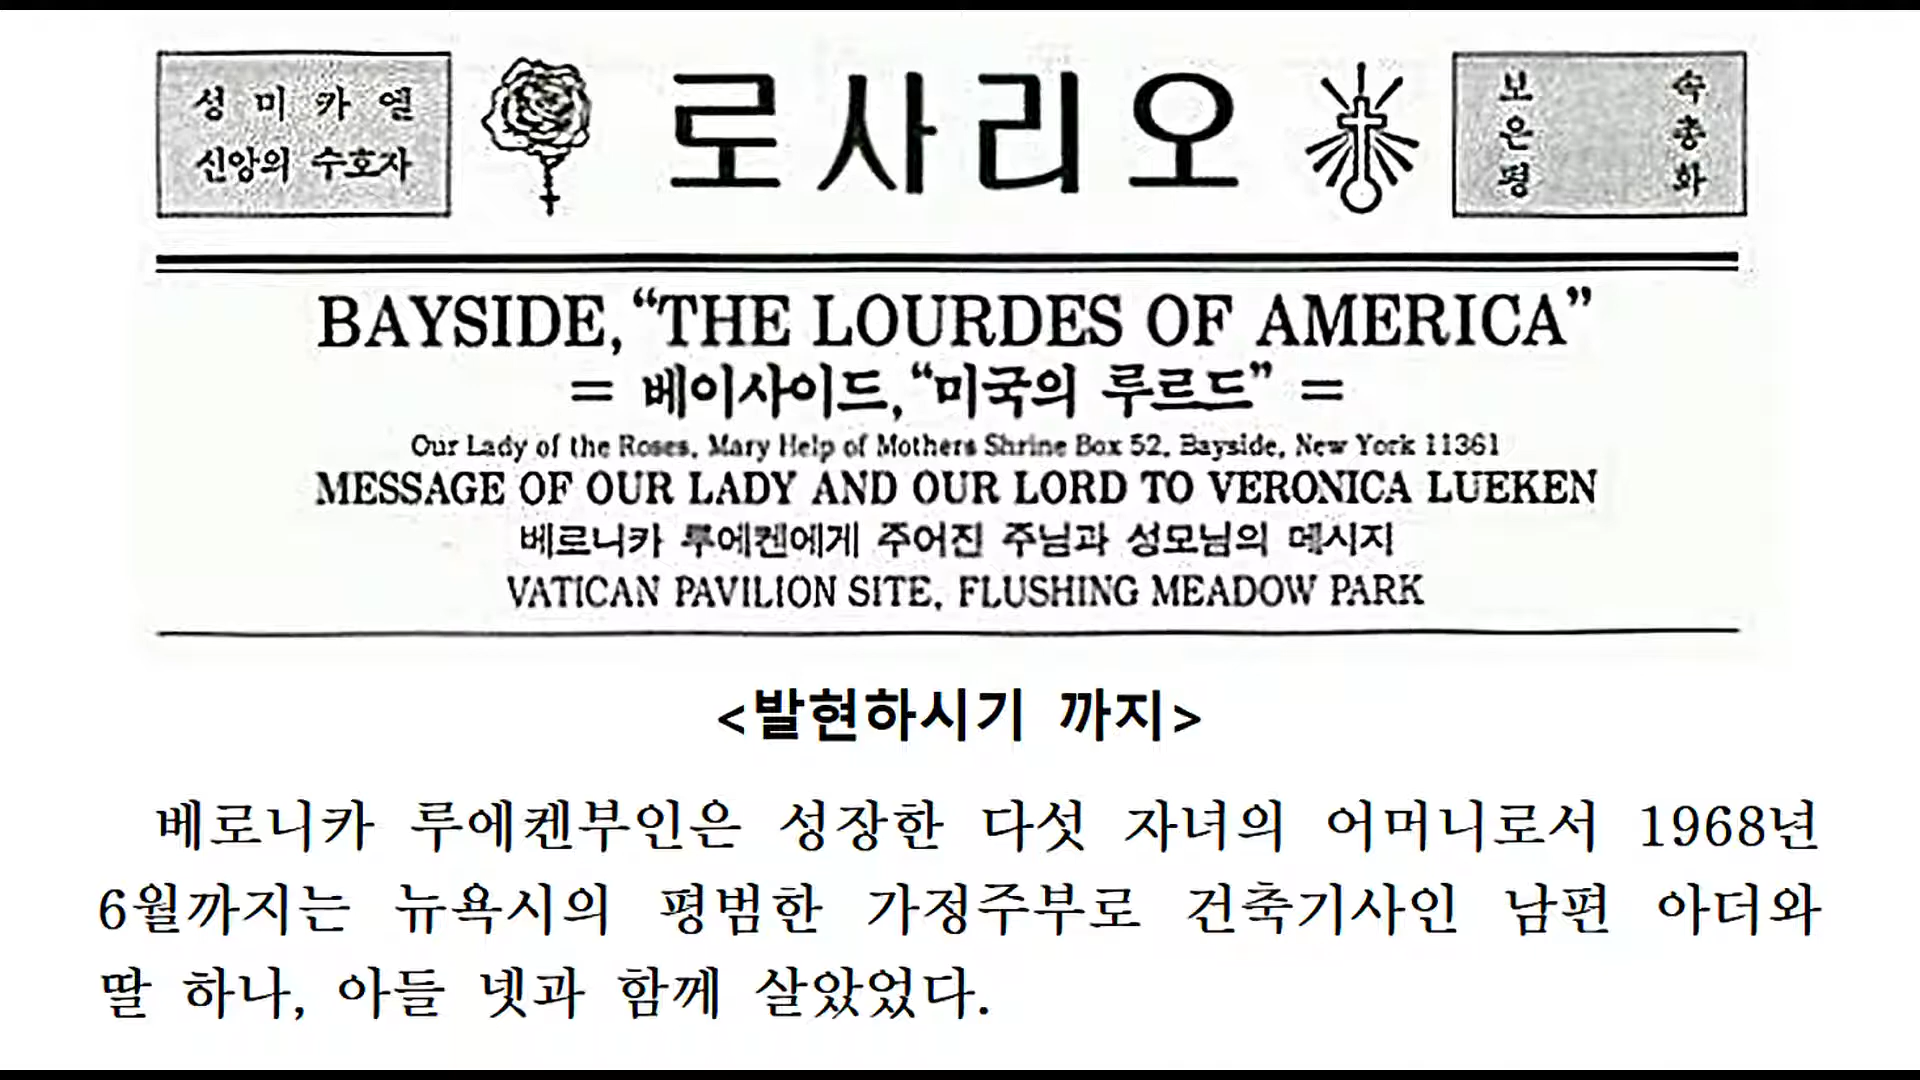 성 미 카 엘
신앙의 수호자
로사리오
보 속
은 총
평 화
BAYSIDE, “THE LOURDES OF AMERICA”
= 베이사이드, “미국의 루르드” =
Our Lady of the Roses, Mary Help of Mothers Shrine Box 52, Bayside, New York 11361
MESSAGE OF OUR LADY AND OUR LORD TO VERONICA LUEKEN
베르니카 루에켄에게 주어진 주님과 성모님의 메시지
VATICAN PAVILION SITE, FLUSHING MEADOW PARK
<발현하시기 까지>
베로니카 루에켄부인은 성장한 다섯 자녀의 어머니로서 1968년
6월까지는 뉴욕시의 평범한 가정주부로 건축기사인 남편 아더와
딸 하나, 아들 넷과 함께 살았었다.